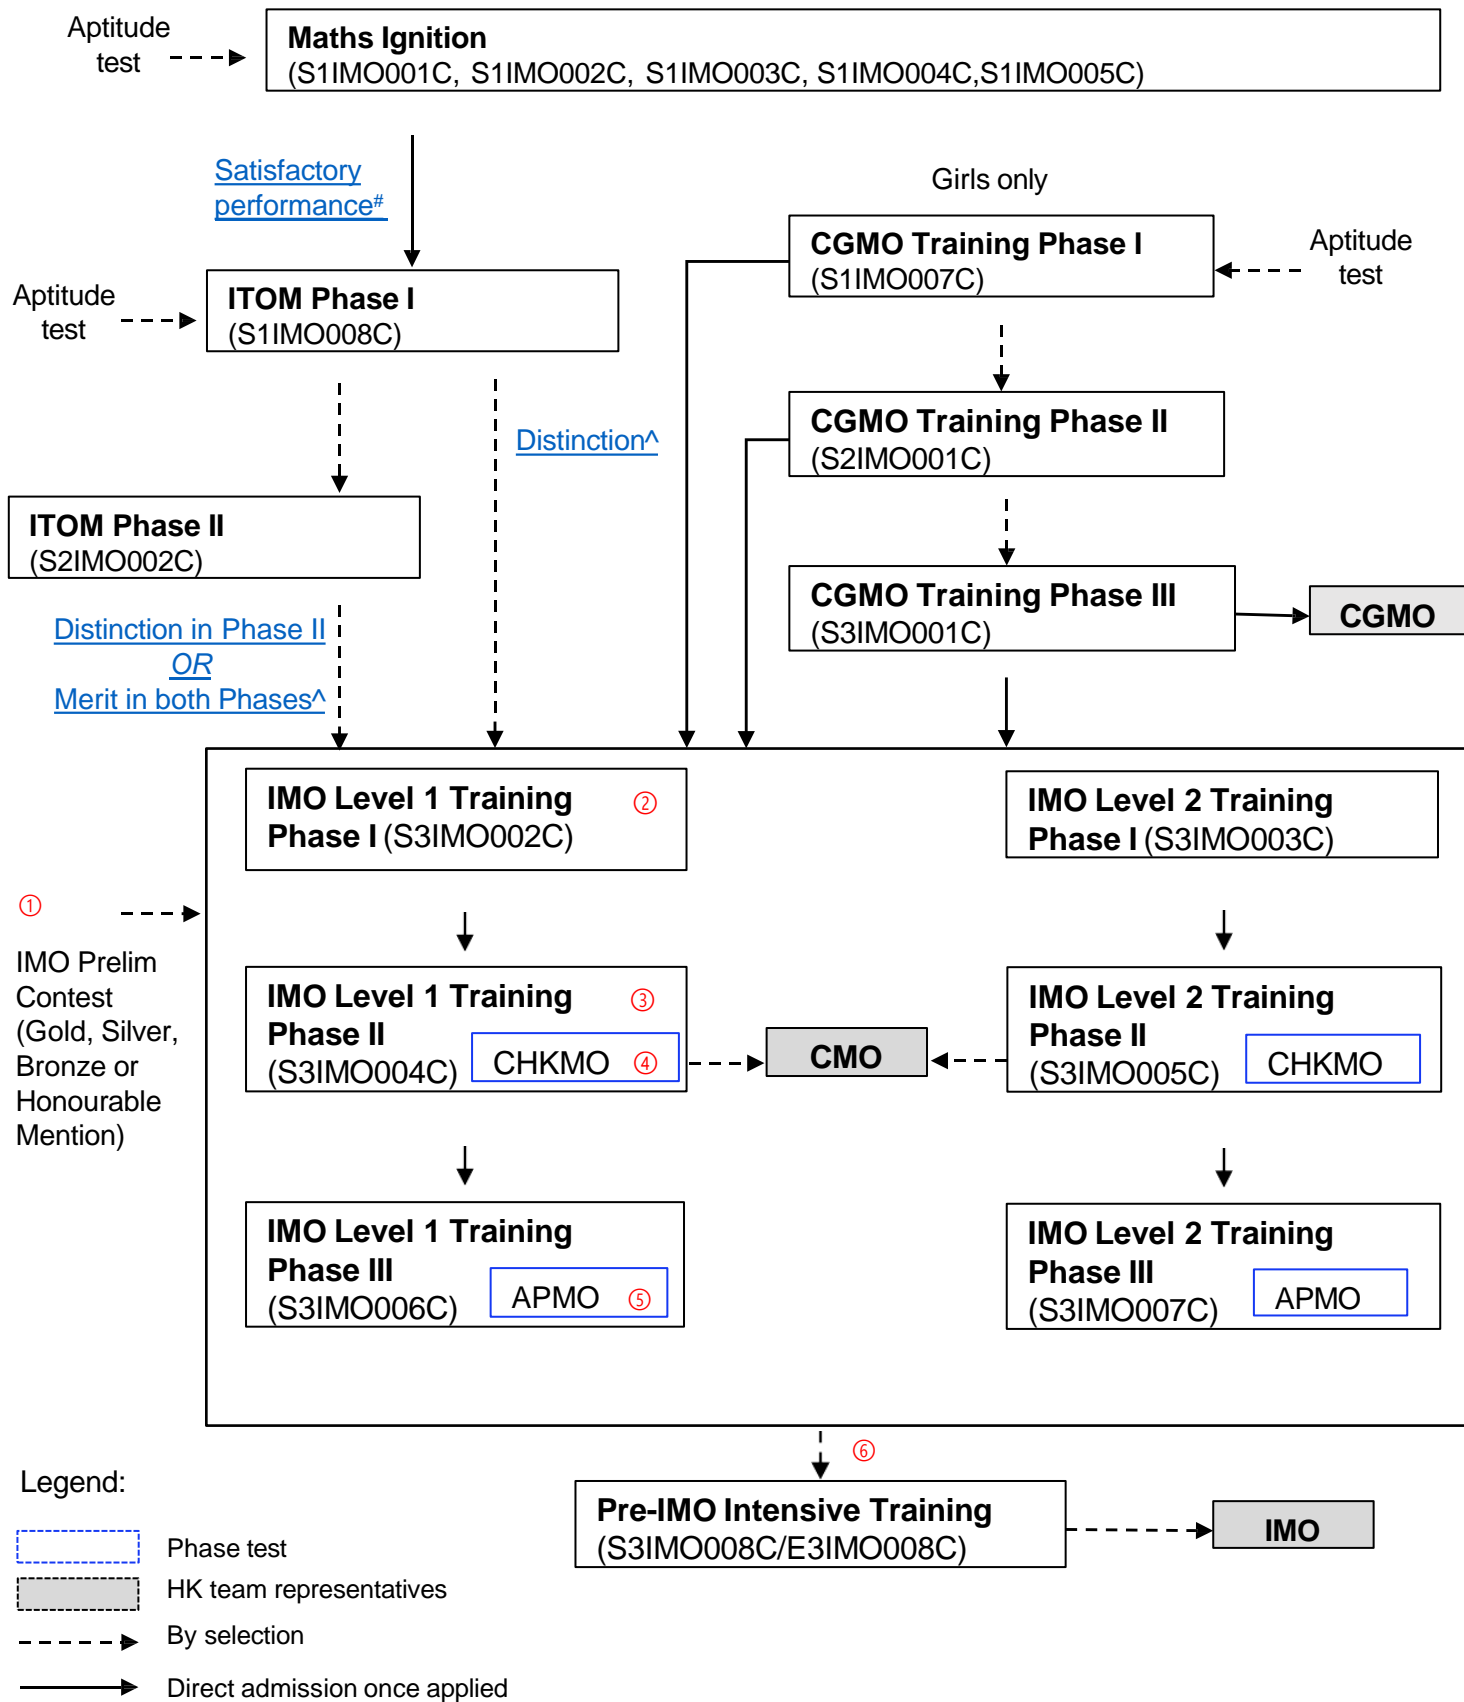 Aptitude
test
Maths Ignition
(S1IMO001C, S1IMO002C, S1IMO003C, S1IMO004C,S1IMO005C)
Satisfactory
performance#
Girls only
CGMO Training Phase I
(S1IMO007C)
Aptitude
test
Aptitude
test
ITOM Phase I
(S1IMO008C)
CGMO Training Phase II
(S2IMO001C)
Distinction^
ITOM Phase II
(S2IMO002C)
CGMO Training Phase III
(S3IMO001C)
CGMO
Distinction in Phase II
OR
Merit in both Phases^
IMO Level 1 Training ②
Phase I (S3IMO002C)
IMO Level 2 Training
Phase I (S3IMO003C)
①
IMO Prelim
Contest
(Gold, Silver,
Bronze or
Honourable
Mention)
IMO Level 1 Training ③
Phase II
(S3IMO004C)
CHKMO ④
CMO
IMO Level 2 Training
Phase II
(S3IMO005C)
CHKMO
IMO Level 1 Training
Phase III
(S3IMO006C)
APMO ⑤
IMO Level 2 Training
Phase III
(S3IMO007C)
APMO
⑥
Pre-IMO Intensive Training
(S3IMO008C/E3IMO008C)
IMO
Legend:
Phase test
HK team representatives
By selection
Direct admission once applied